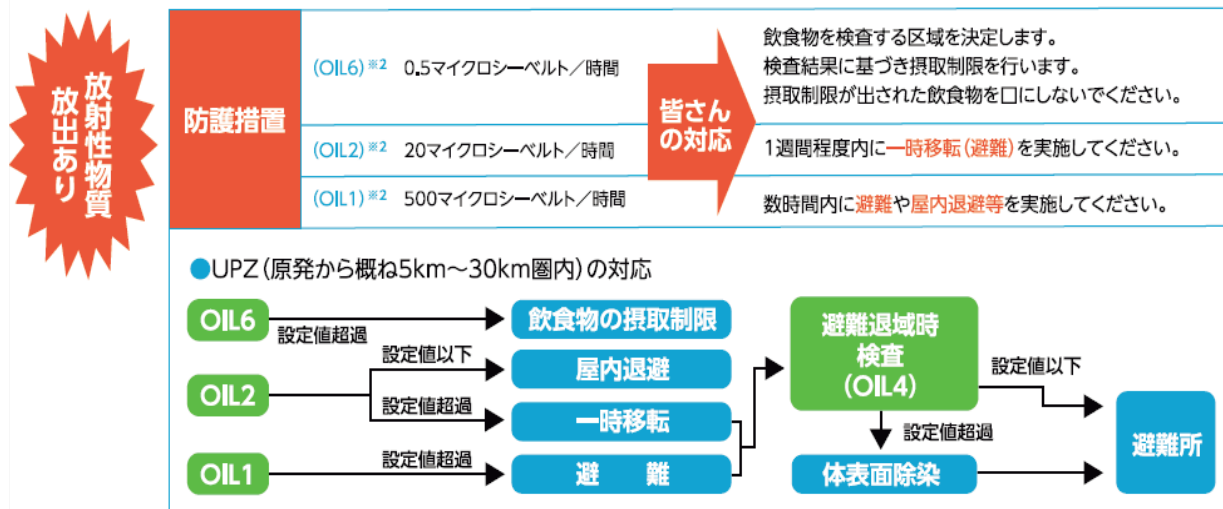 放射性物質
放出あり
防護措置
(OIL6)※2 0.5マイクロシーベルト／時間
(OIL2)※2 20マイクロシーベルト／時間
(OIL1)※2 500マイクロシーベルト／時間
皆さん
の対応
飲食物を検査する区域を決定します。
検査結果に基づき摂取制限を行います。
摂取制限が出された飲食物を口にしないでください。
1週間程度内に一時移転(避難)を実施してください。
数時間内に避難や屋内退避等を実施してください。
●UPZ(原発から概ね5km～30km圏内)の対応
OIL6
設定値超過
飲食物の摂取制限
OIL2
設定値以下
屋内退避
設定値超過
一時移転
OIL1
設定値超過
避 難
避難退域時
検査
(OIL4)
設定値以下
設定値超過
体表面除染
避難所